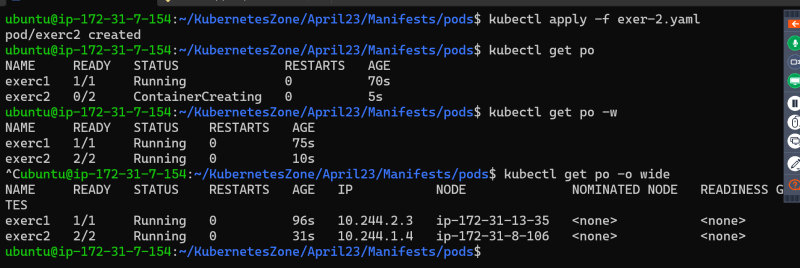 ubuntu@ip-172-31-7-154:~/KubernetesZone/April23/Manifests/pods$ kubectl apply -f exer-2.yaml
pod/exerc2 created
ubuntu@ip-172-31-7-154:~/KubernetesZone/April23/Manifests/pods$ kubectl get po
NAME READY STATUS RESTARTS AGE
exerc1 1/1 Running 0 70s
exerc2 0/2 ContainerCreating 0 5s
ubuntu@ip-172-31-7-154:~/KubernetesZone/April23/Manifests/pods$ kubectl get po -w
NAME READY STATUS RESTARTS AGE
exerc1 1/1 Running 0 75s
exerc2 2/2 Running 0 10s
^Cubuntu@ip-172-31-7-154:~/KubernetesZone/April23/Manifests/pods$ kubectl get po -o wide
NAME READY STATUS RESTARTS AGE IP NODE NOMINATED NODE READINESS G
TES
exerc1 1/1 Running 0 96s 10.244.2.3 ip-172-31-13-35 <none> <none>
exerc2 2/2 Running 0 31s 10.244.1.4 ip-172-31-8-106 <none> <none>
ubuntu@ip-172-31-7-154:~/KubernetesZone/April23/Manifests/pods$